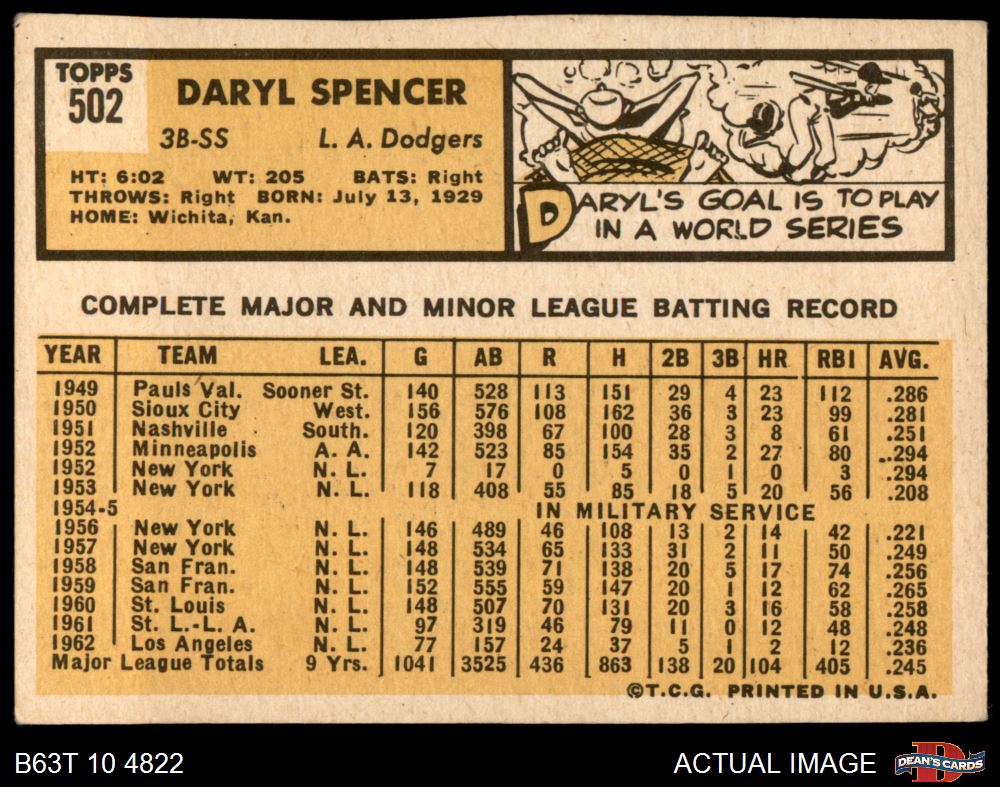 TOPPS
502
DARYL SPENCER
3B-SS L. A. Dodgers
HT: 6:02 WT: 205 BATS: Right
THROWS: Right BORN: July 13, 1929
HOME: Wichita, Kan.
DARYL'S GOAL IS TO PLAY
IN A WORLD SERIES
COMPLETE MAJOR AND MINOR LEAGUE BATTING RECORD
YEAR TEAM LEA. G AB R H 2B 3B HR RBI AVG.
1949 Pauls Val. Sooner St. 140 528 113 151 29 4 23 112 .286
1950 Sioux City West. 156 576 108 162 36 3 23 99 .281
1951 Nashville South. 120 398 67 100 28 3 8 61 .251
1952 Minneapolis A. A. 142 523 85 154 35 2 27 80 .294
1952 New York N. L. 7 17 0 5 0 1 0 3 .294
1953 New York N. L. 118 408 55 85 18 5 20 56 .208
1954-5 IN MILITARY SERVICE
1956 New York N. L. 146 489 46 108 13 2 14 42 .221
1957 New York N. L. 148 534 65 133 31 2 11 50 .249
1958 San Fran. N. L. 148 539 71 138 20 5 17 74 .256
1959 San Fran. N. L. 152 555 59 147 20 1 12 62 .265
1960 St. Louis N. L. 148 507 70 131 20 3 16 58 .258
1961 St. L.-L. A. N. L. 97 319 46 79 11 0 12 48 .248
1962 Los Angeles N. L. 77 157 24 37 5 1 2 12 .236
Major League Totals 9 Yrs. 1041 3525 436 863 138 20 104 405 .245
©T.C.G. PRINTED IN U.S.A.
B63T 10 4822 ACTUAL IMAGE DEAN'S CARDS